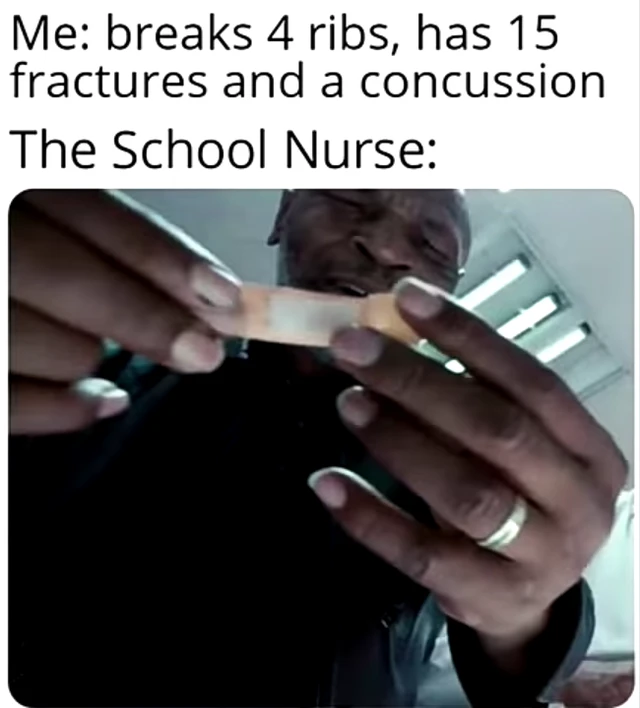 Me: breaks 4 ribs, has 15
fractures and a concussion
The School Nurse: